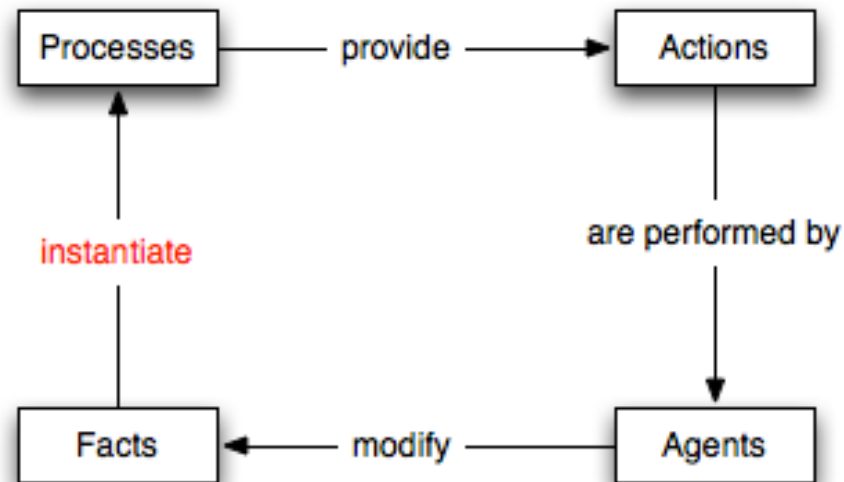 Processes
provide
Actions
instantiate
are performed by
Facts
modify
Agents